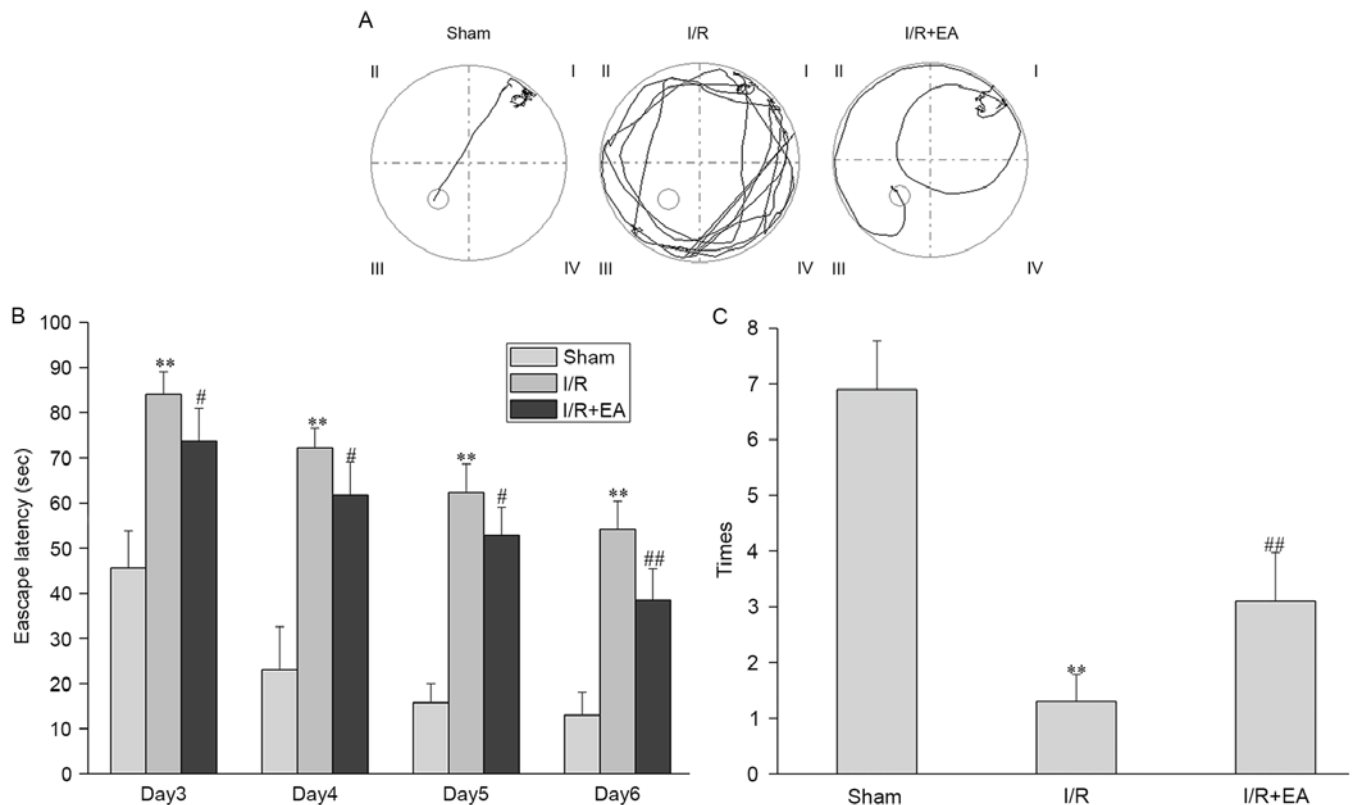 A
Sham
I/R
I/R+EA
II
I
II
I
II
I
III
IV
III
IV
III
IV
B
100
90
80
70
60
50
40
30
20
10
0
Eascape latency (sec)
Sham
I/R
I/R+EA
**
#
**
#
**
#
**
##
Day3
Day4
Day5
Day6
C
8
7
6
5
4
3
2
1
0
Times
**
##
Sham
I/R
I/R+EA